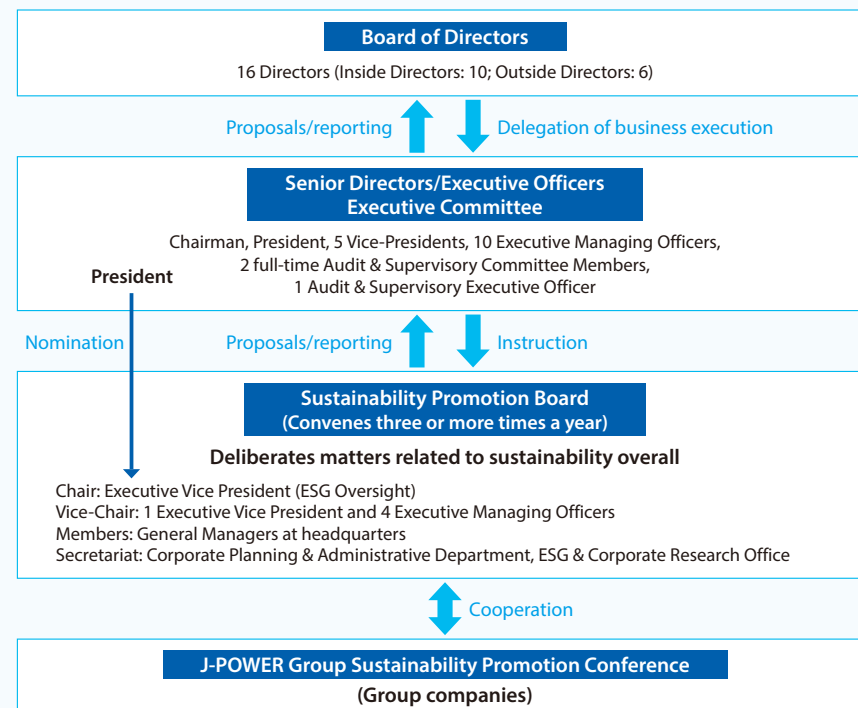 Board of Directors
16 Directors (Inside Directors: 10; Outside Directors: 6)
Proposals/reporting
Delegation of business execution
Senior Directors/Executive Officers
Executive Committee
Chairman, President, 5 Vice-Presidents, 10 Executive Managing Officers,
2 full-time Audit & Supervisory Committee Members,
1 Audit & Supervisory Executive Officer
President
Nomination
Proposals/reporting
Instruction
Sustainability Promotion Board
(Convenes three or more times a year)
Deliberates matters related to sustainability overall
Chair: Executive Vice President (ESG Oversight)
Vice-Chair: 1 Executive Vice President and 4 Executive Managing Officers
Members: General Managers at headquarters
Secretariat: Corporate Planning & Administrative Department, ESG & Corporate Research Office
Cooperation
J-POWER Group Sustainability Promotion Conference
(Group companies)